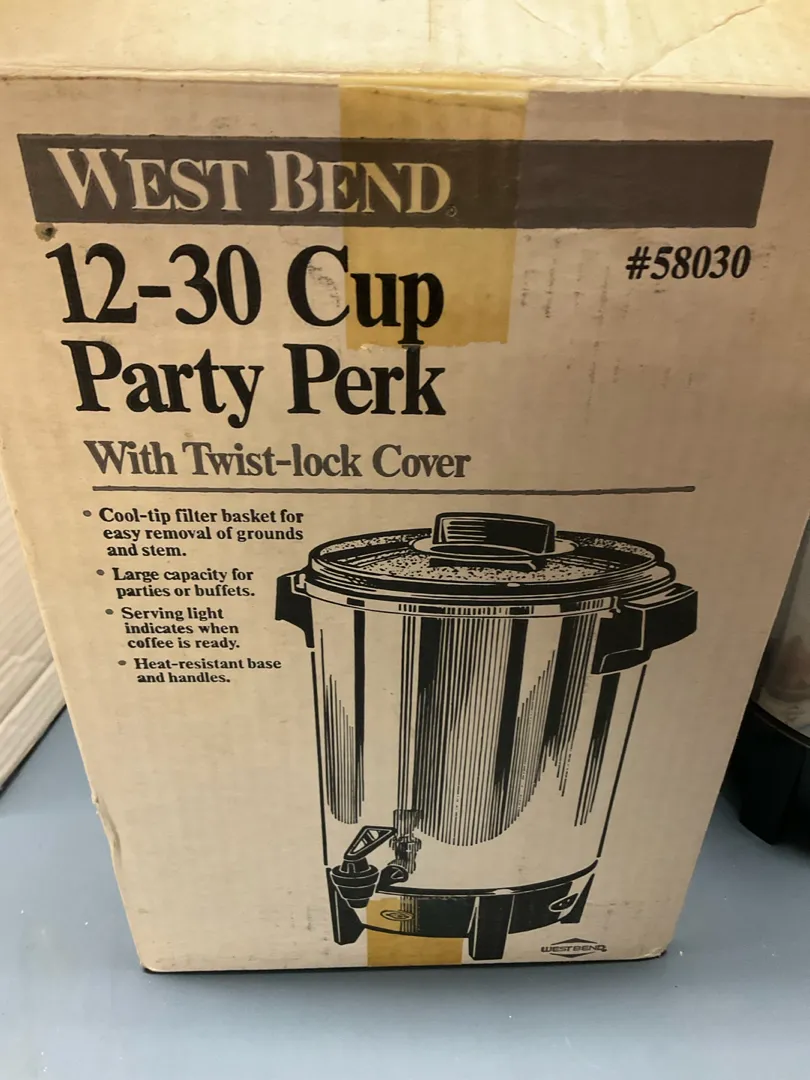 WEST BEND
12-30 Cup
#58030
Party Perk
With Twist-lock Cover
• Cool-tip filter basket for
easy removal of grounds
and stem.
• Large capacity for
parties or buffets.
• Serving light
indicates when
coffee is ready.
• Heat-resistant base
and handles.
WEST BEND